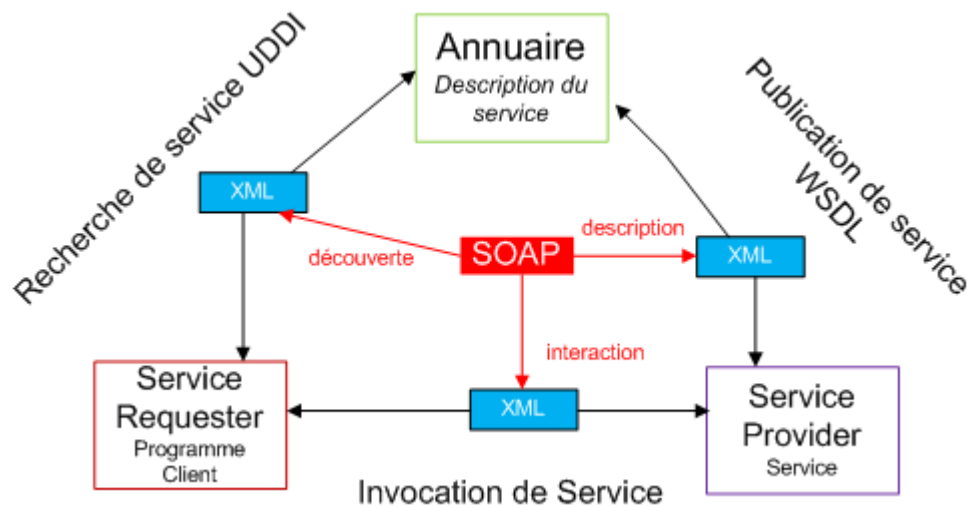 Annuaire
Description du
service
Recherche de service UDDI
Publication de service
WSDL
XML
description
SOAP
XML
découverte
interaction
Service
Requester
Programme
Client
XML
Service
Provider
Service
Invocation de Service